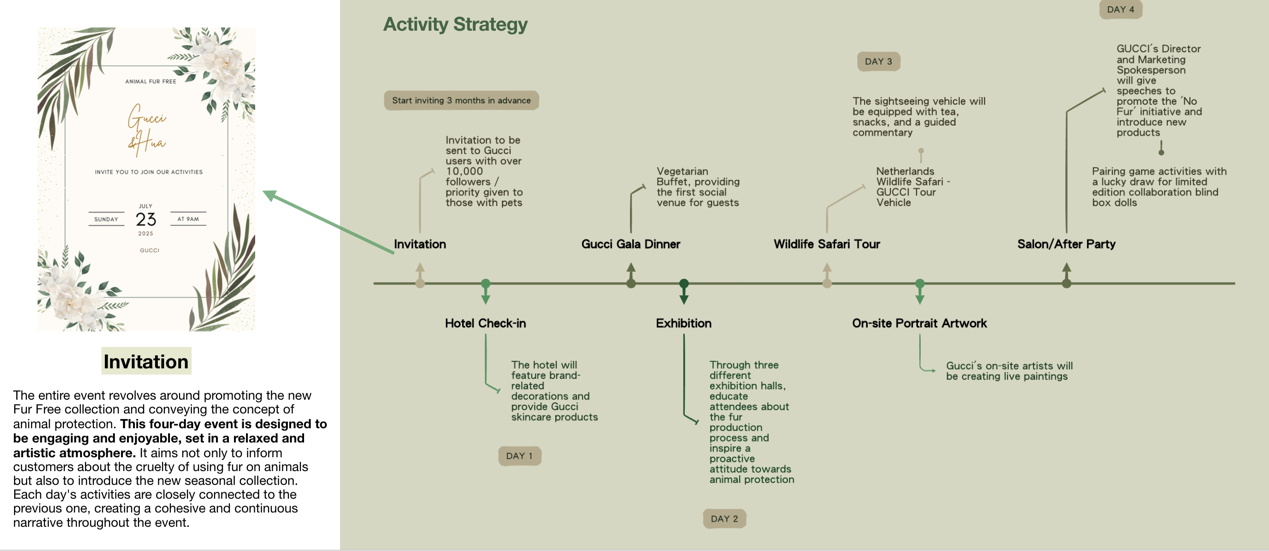 ANIMAL FUR FREE
Gucci
& Hua
INVITE YOU TO JOIN OUR ACTIVITIES
JULY
SUNDAY 23 AT 9AM
2025
GUCCI
Invitation
The entire event revolves around promoting the new
Fur Free collection and conveying the concept of
animal protection. This four-day event is designed to
be engaging and enjoyable, set in a relaxed and
artistic atmosphere. It aims not only to inform
customers about the cruelty of using fur on animals
but also to introduce the new seasonal collection.
Each day's activities are closely connected to the
previous one, creating a cohesive and continuous
narrative throughout the event.
Activity Strategy
Start inviting 3 months in advance
Invitation to be
sent to Gucci
users with over
10,000
followers /
priority given to
those with pets
Invitation
Hotel Check-in
The hotel will
feature brand-
related
decorations and
provide Gucci
skincare products
DAY 1
Vegetarian
Buffet, providing
the first social
venue for guests
Gucci Gala Dinner
Exhibition
Through three
different
exhibition halls,
educate
attendees about
the fur
production
process and
inspire a
proactive
attitude towards
animal protection
DAY 2
DAY 3
The sightseeing vehicle will
be equipped with tea,
snacks, and a guided
commentary
Netherlands
Wildlife Safari -
GUCCI Tour
Vehicle
Wildlife Safari Tour
On-site Portrait Artwork
Gucci´s on-site artists will
be creating live paintings
DAY 4
GUCCI´s Director
and Marketing
Spokesperson
will give
speeches to
promote the ´No
Fur´ initiative and
introduce new
products
Pairing game activities with
a lucky draw for limited
edition collaboration blind
box dolls
Salon/After Party